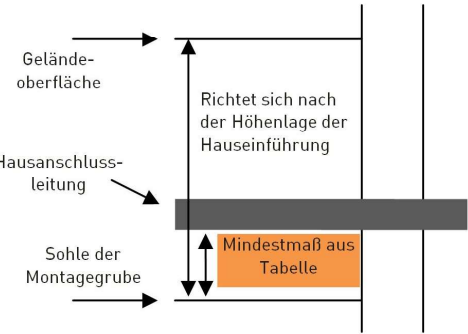 Gelände-
oberfläche
Richtet sich nach
der Höhenlage der
Hauseinführung
Hausanschluss-
leitung
Mindestmaß aus
Tabelle
Sohle der
Montagegrube